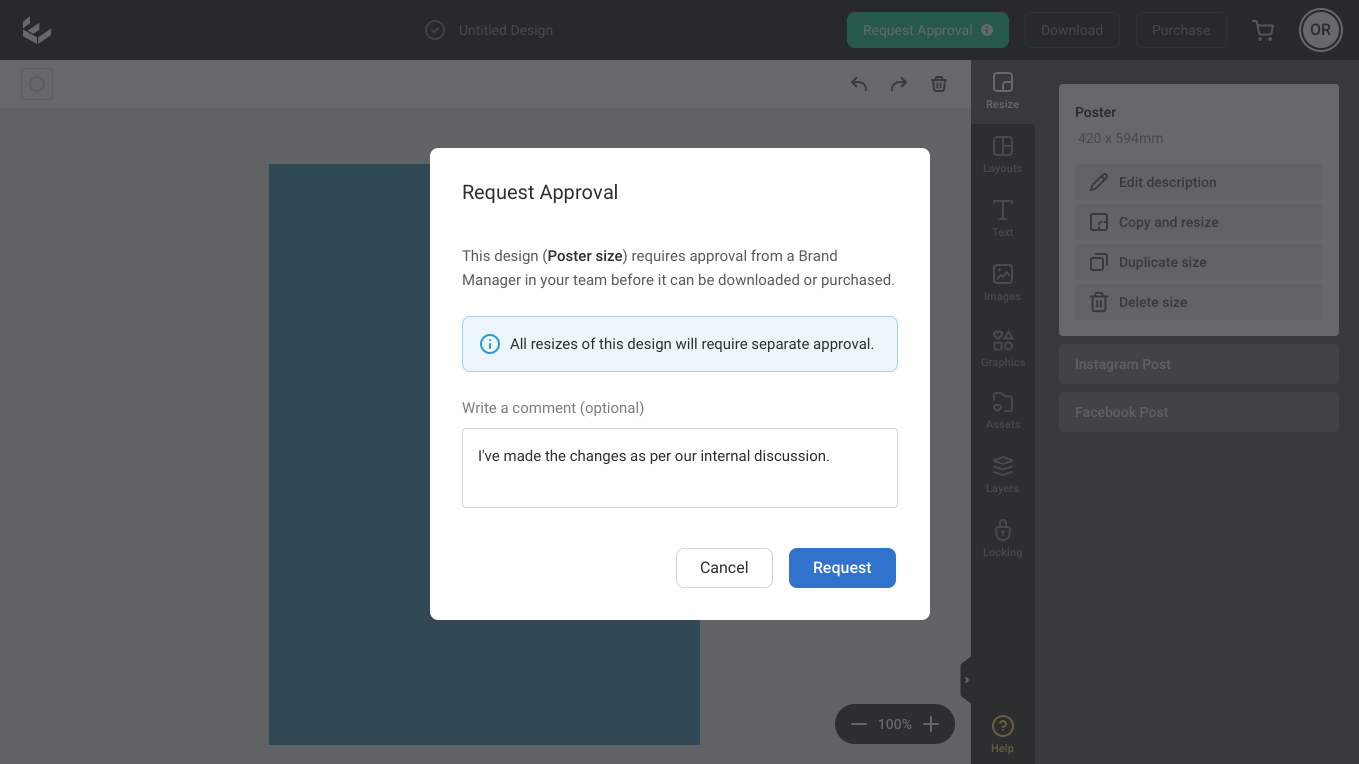 Untitled Design
Request Approval
Download
Purchase
OR
Resize
Layouts
Text
Images
Graphics
Assets
Layers
Locking
Help
Poster
420 x 594mm
Edit description
Copy and resize
Duplicate size
Delete size
Instagram Post
Facebook Post
Request Approval
This design (Poster size) requires approval from a Brand
Manager in your team before it can be downloaded or purchased.
All resizes of this design will require separate approval.
Write a comment (optional)
I've made the changes as per our internal discussion.
Cancel
Request
100%